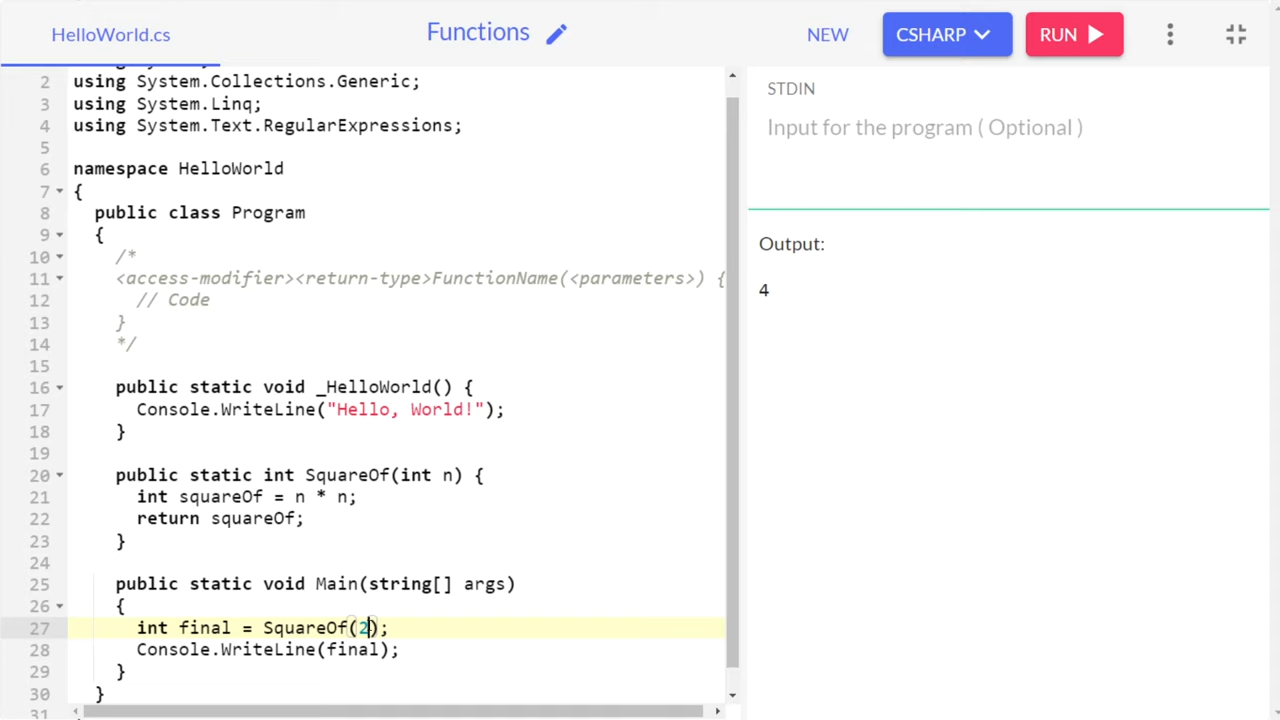 HelloWorld.cs
Functions
NEW
CSHARP
RUN
2 using System.Collections.Generic;
3 using System.Linq;
4 using System.Text.RegularExpressions;
5
6 namespace HelloWorld
7 {
8 public class Program
9 {
10 /*
11 <access-modifier><return-type>FunctionName(<parameters>) {
12 // Code
13 }
14 */
15
16 public static void _HelloWorld() {
17 Console.WriteLine("Hello, World!");
18 }
19
20 public static int SquareOf(int n) {
21 int squareOf = n * n;
22 return squareOf;
23 }
24
25 public static void Main(string[] args)
26 {
27 int final = SquareOf(2);
28 Console.WriteLine(final);
29 }
30 }
31
STDIN
Input for the program ( Optional )
Output:
4